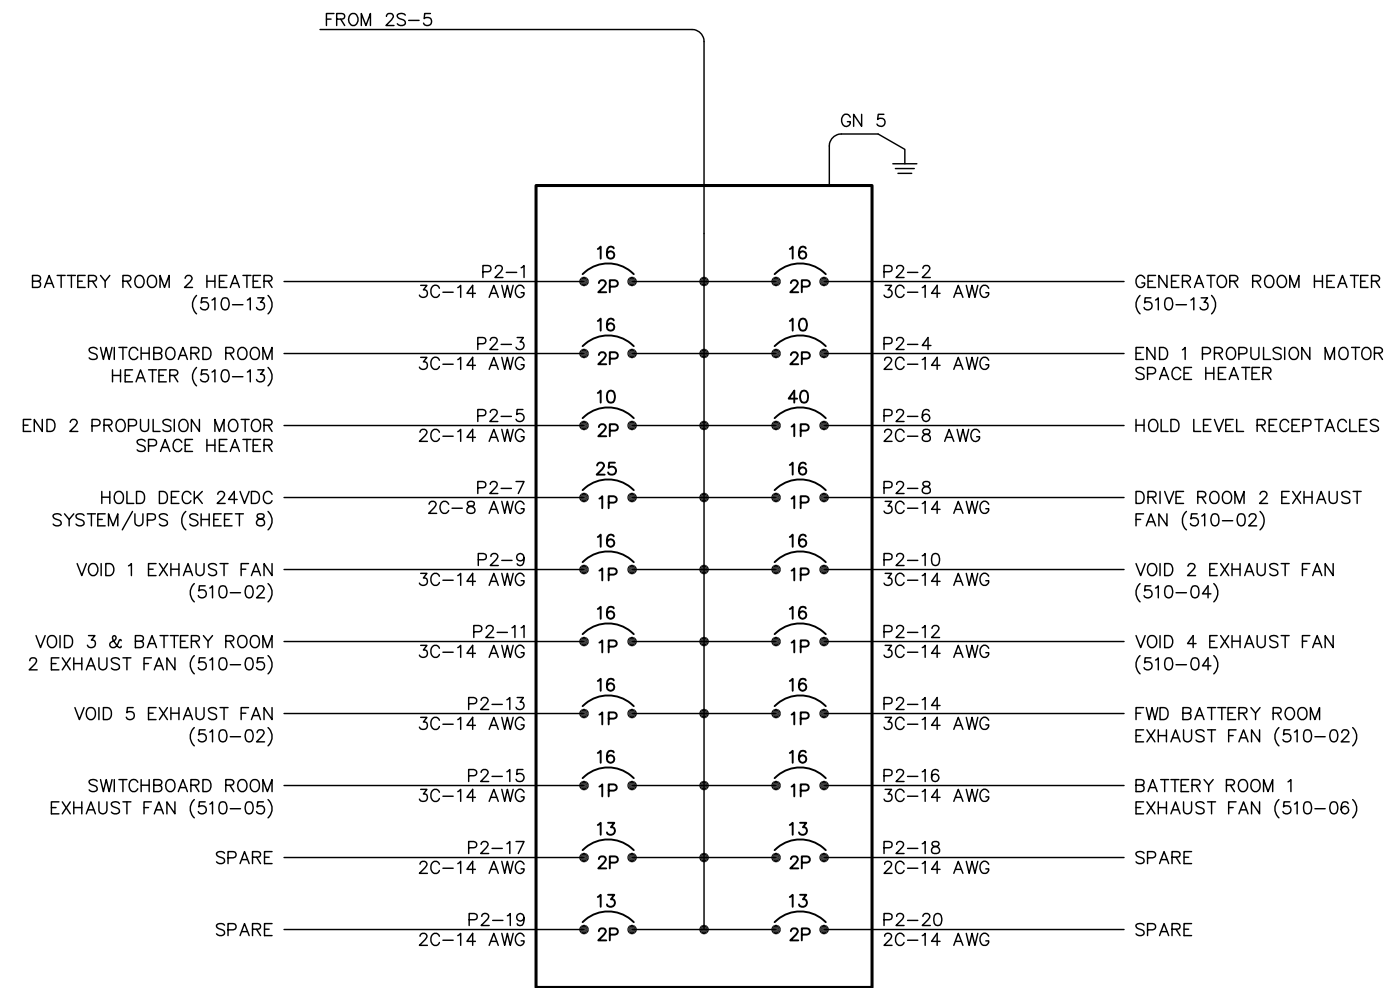 FROM 2S-5
GN 5
BATTERY ROOM 2 HEATER
(510-13)
P2-1
3C-14 AWG
16
2P
16
2P
P2-2
3C-14 AWG
GENERATOR ROOM HEATER
(510-13)
SWITCHBOARD ROOM
HEATER (510-13)
P2-3
3C-14 AWG
16
2P
10
2P
P2-4
2C-14 AWG
END 1 PROPULSION MOTOR
SPACE HEATER
END 2 PROPULSION MOTOR
SPACE HEATER
P2-5
2C-14 AWG
10
2P
40
1P
P2-6
2C-8 AWG
HOLD LEVEL RECEPTACLES
HOLD DECK 24VDC
SYSTEM/UPS (SHEET 8)
P2-7
2C-8 AWG
25
1P
16
1P
P2-8
3C-14 AWG
DRIVE ROOM 2 EXHAUST
FAN (510-02)
VOID 1 EXHAUST FAN
(510-02)
P2-9
3C-14 AWG
16
1P
16
1P
P2-10
3C-14 AWG
VOID 2 EXHAUST FAN
(510-04)
VOID 3 & BATTERY ROOM
2 EXHAUST FAN (510-05)
P2-11
3C-14 AWG
16
1P
16
1P
P2-12
3C-14 AWG
VOID 4 EXHAUST FAN
(510-04)
VOID 5 EXHAUST FAN
(510-02)
P2-13
3C-14 AWG
16
1P
16
1P
P2-14
3C-14 AWG
FWD BATTERY ROOM
EXHAUST FAN (510-02)
SWITCHBOARD ROOM
EXHAUST FAN (510-05)
P2-15
3C-14 AWG
16
1P
16
1P
P2-16
3C-14 AWG
BATTERY ROOM 1
EXHAUST FAN (510-06)
SPARE
P2-17
2C-14 AWG
13
2P
13
2P
P2-18
2C-14 AWG
SPARE
SPARE
P2-19
2C-14 AWG
13
2P
13
2P
P2-20
2C-14 AWG
SPARE